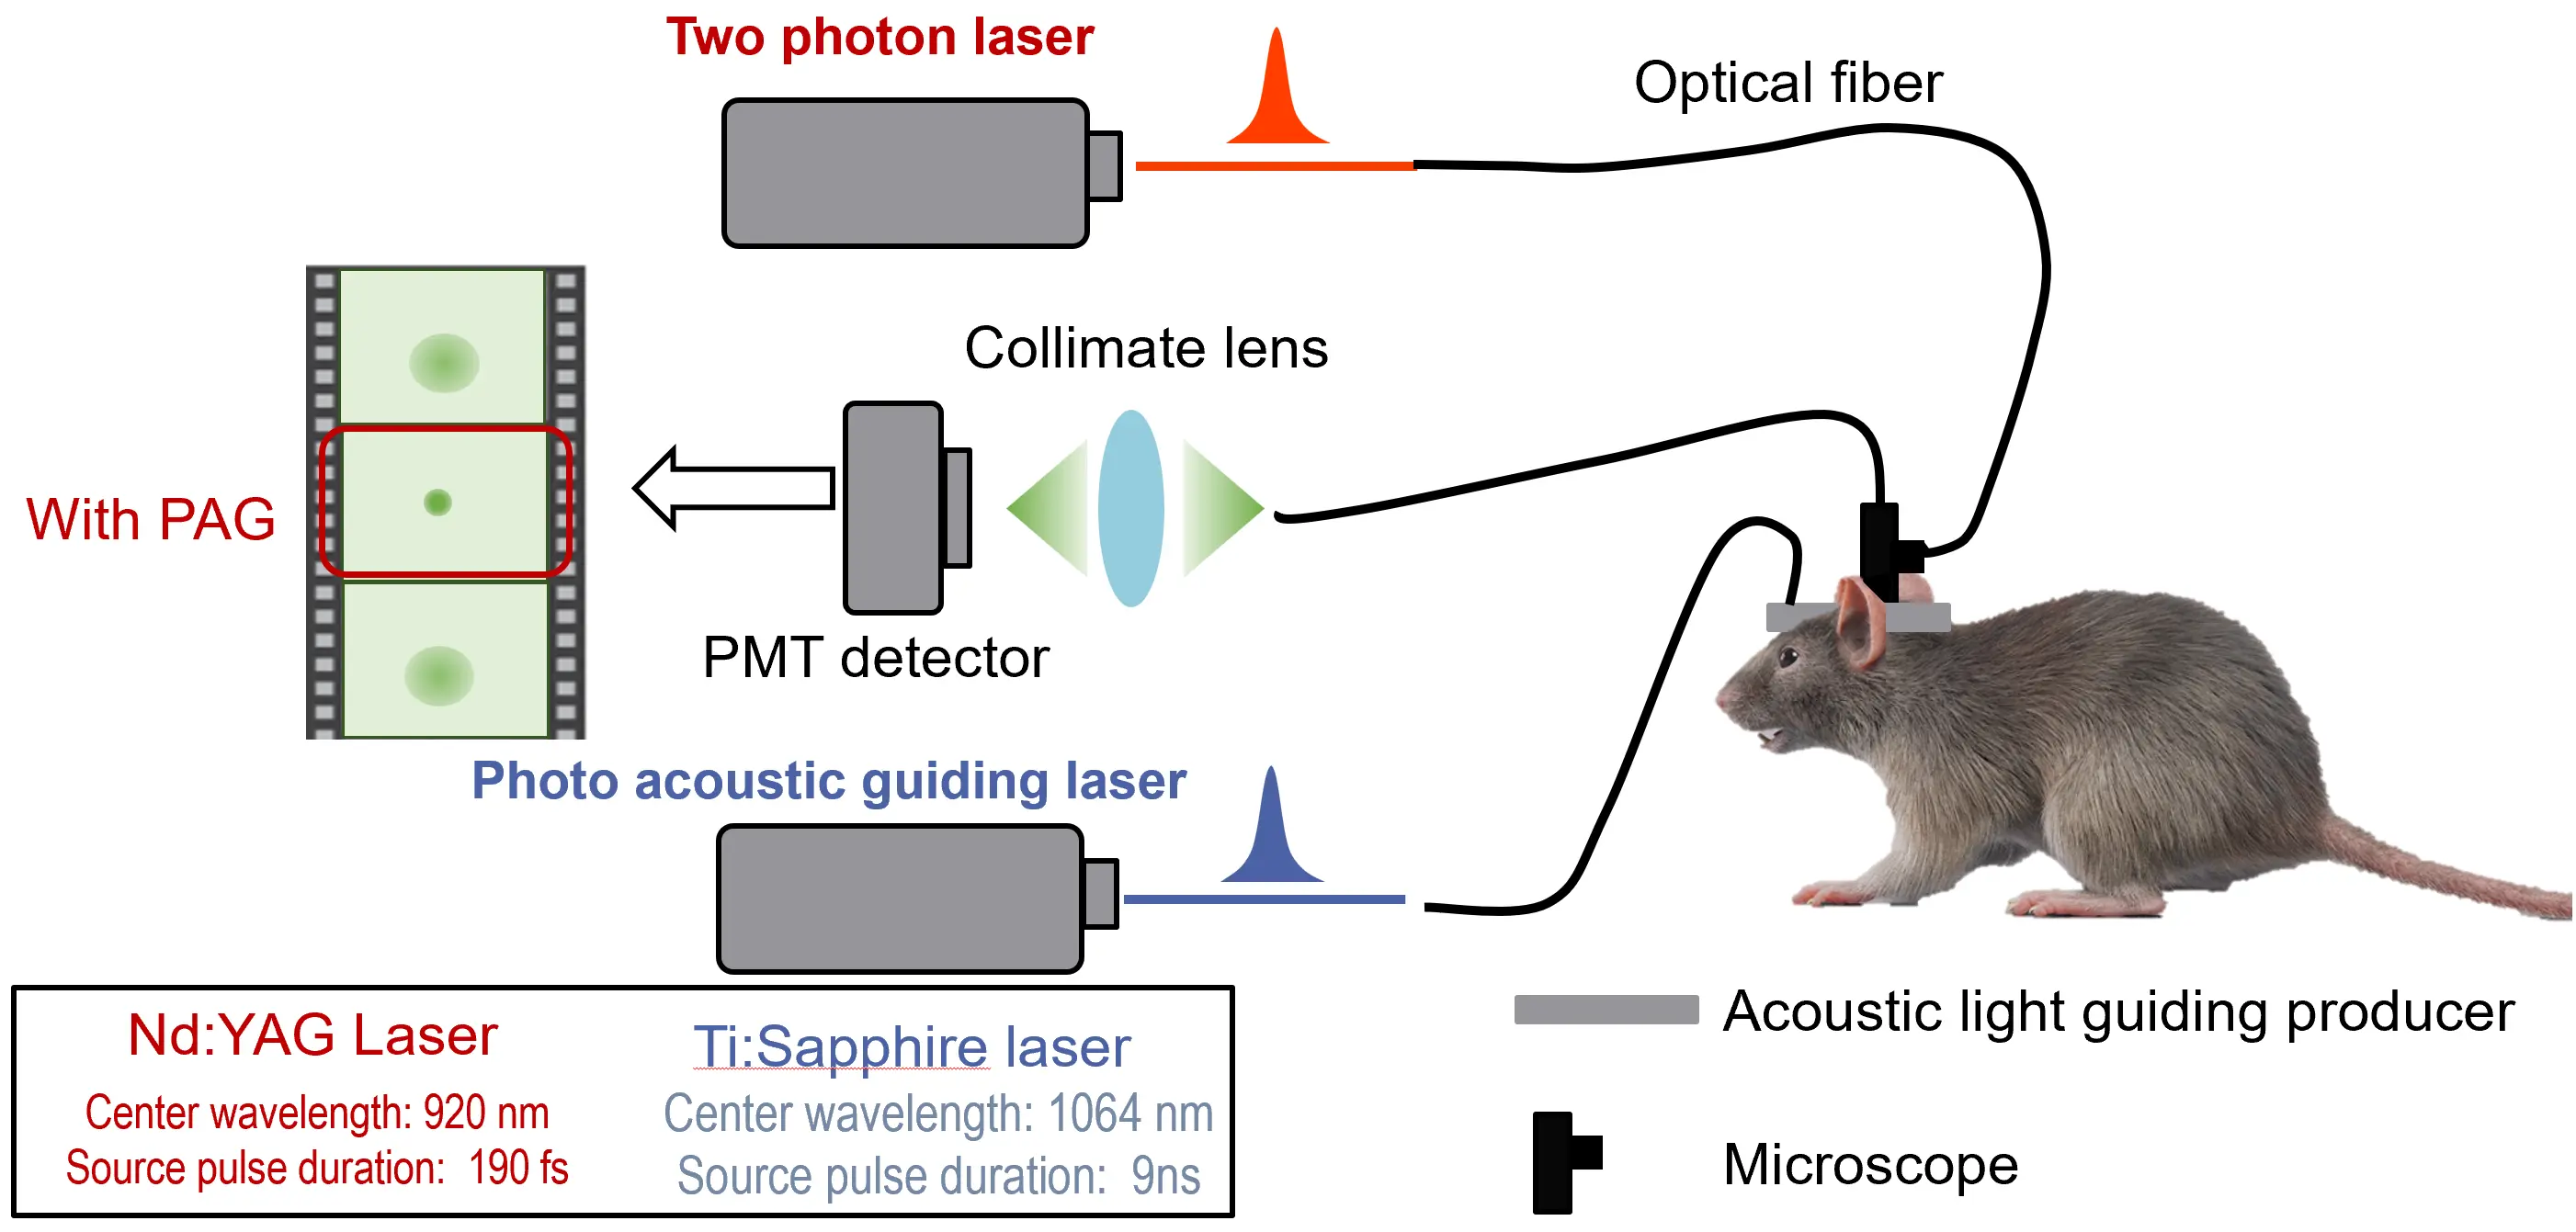 Two photon laser
Optical fiber
Collimate lens
With PAG
PMT detector
Photo acoustic guiding laser
Nd:YAG Laser
Center wavelength: 920 nm
Source pulse duration: 190 fs
Ti:Sapphire laser
Center wavelength: 1064 nm
Source pulse duration: 9ns
Acoustic light guiding producer
Microscope